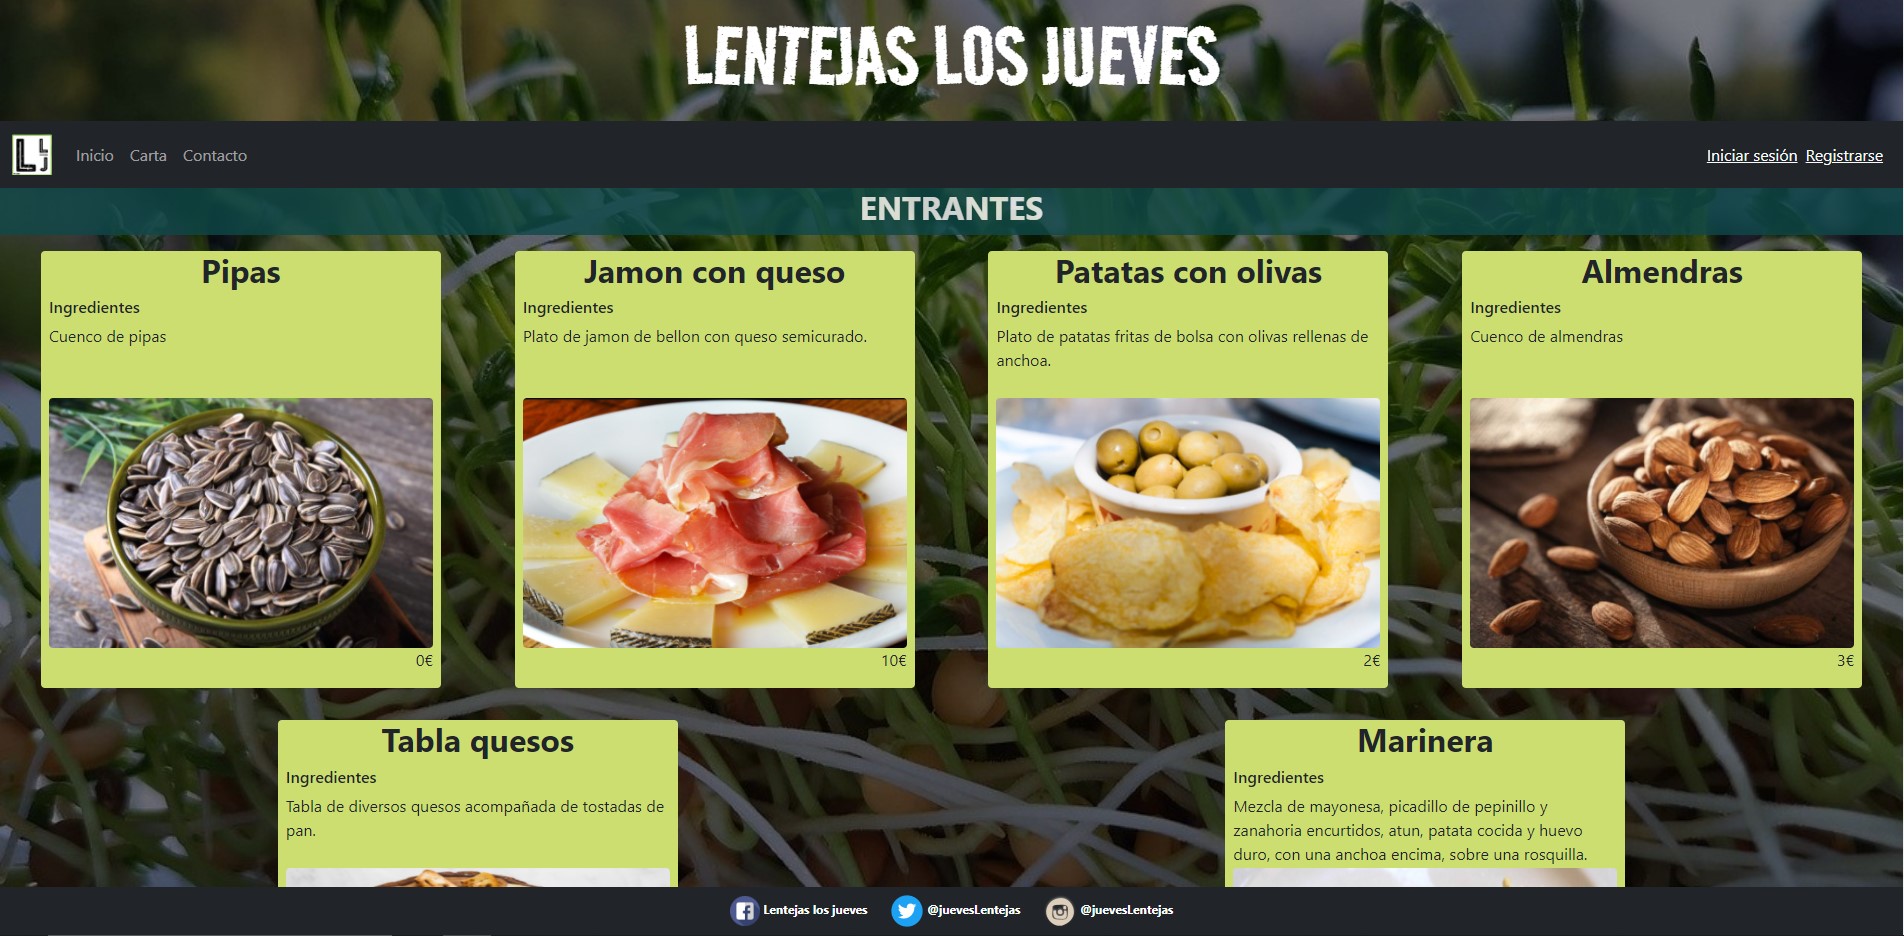 LENTEJAS LOS JUEVES
L L J
Inicio Carta Contacto Iniciar sesión Registrarse
ENTRANTES
Pipas
Ingredientes
Cuenco de pipas
0€
Jamon con queso
Ingredientes
Plato de jamon de bellon con queso semicurado.
10€
Patatas con olivas
Ingredientes
Plato de patatas fritas de bolsa con olivas rellenas de
anchoa.
2€
Almendras
Ingredientes
Cuenco de almendras
3€
Tabla quesos
Ingredientes
Tabla de diversos quesos acompañada de tostadas de
pan.
Marinera
Ingredientes
Mezcla de mayonesa, picadillo de pepinillo y
zanahoria encurtidos, atun, patata cocida y huevo
duro, con una anchoa encima, sobre una rosquilla.
Lentejas los jueves @juevesLentejas @juevesLentejas